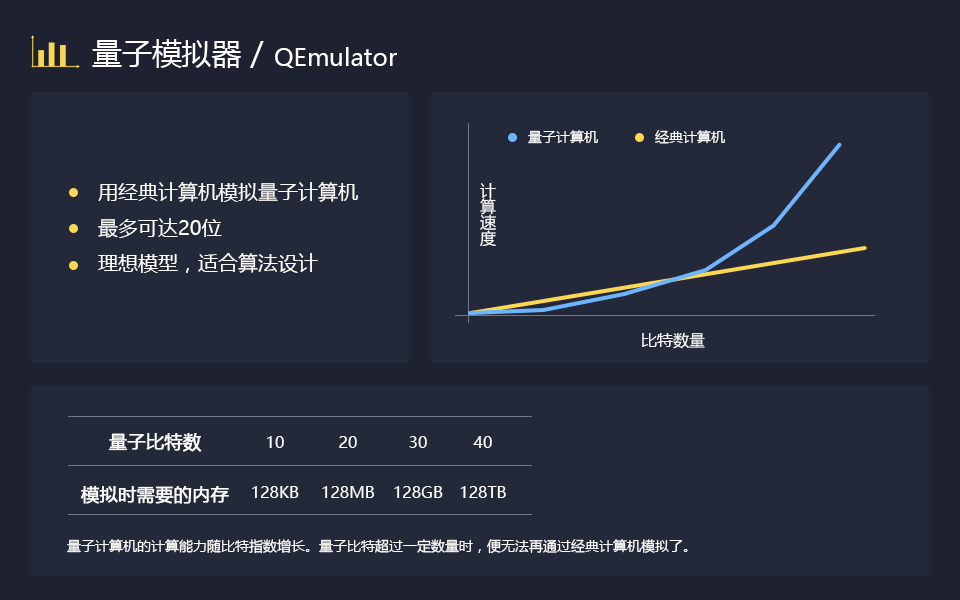 量子模拟器 / QEmulator
用经典计算机模拟量子计算机
最多可达20位
理想模型，适合算法设计
量子计算机 经典计算机
计算速度
比特数量
量子比特数 10 20 30 40
模拟时需要的内存 128KB 128MB 128GB 128TB
量子计算机的计算能力随比特指数增长。量子比特超过一定数量时，便无法再通过经典计算机模拟了。